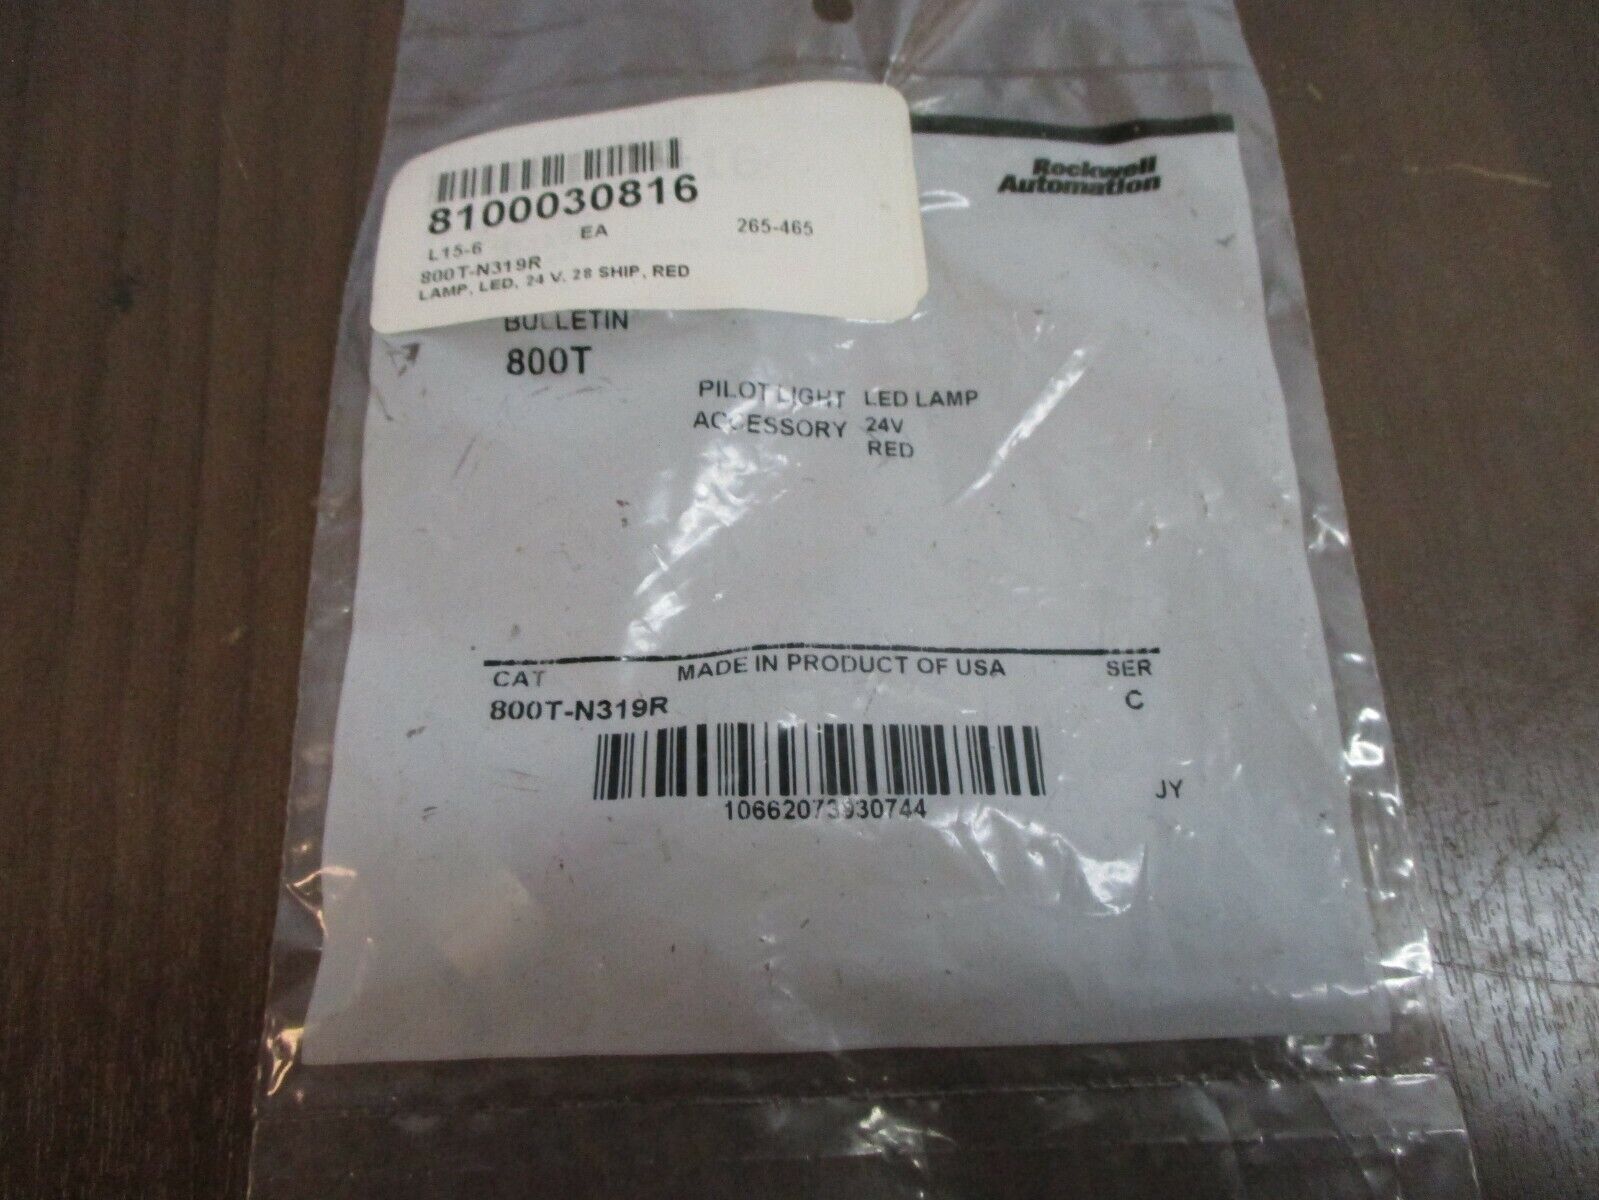 Rockwell
Automation
8100030816
L15-6 EA 265-465
800T-N319R
LAMP, LED, 24 V, 28 SHIP, RED
BULLETIN
800T
PILOT LIGHT LED LAMP
ACCESSORY 24V
RED
MADE IN PRODUCT OF USA
CAT SER
800T-N319R C
10662073930744
JY